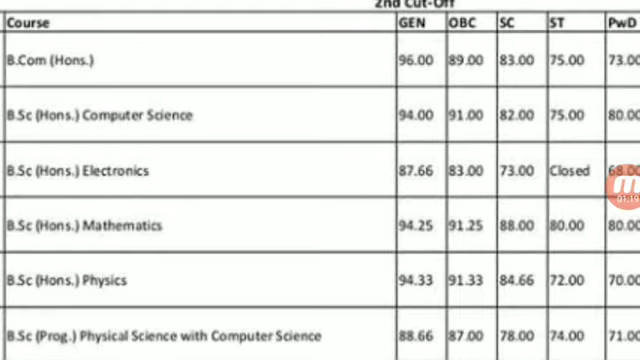 2nd Cut-Off
Course GEN OBC SC ST PwD
B.Com (Hons.) 96.00 89.00 83.00 75.00 73.00
B.Sc (Hons.) Computer Science 94.00 91.00 82.00 75.00 80.00
B.Sc (Hons.) Electronics 87.66 83.00 73.00 Closed 68.00
01:19
B.Sc (Hons.) Mathematics 94.25 91.25 88.00 80.00 80.00
B.Sc (Hons.) Physics 94.33 91.33 84.66 72.00 70.00
B.Sc (Prog.) Physical Science with Computer Science 88.66 87.00 78.00 74.00 71.00